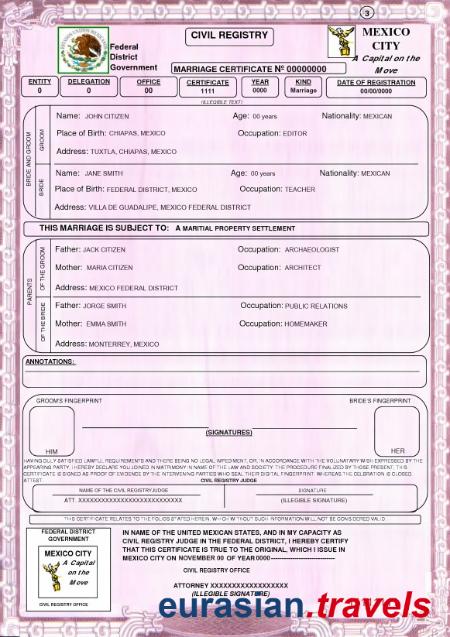 3
CIVIL REGISTRY
Federal
District
Government
MEXICO
CITY
A Capital on the
Move
MARRIAGE CERTIFICATE Nº 00000000
ENTITY
0
DELEGATION
0
OFFICE
00
CERTIFICATE
1111
YEAR
0000
KIND
Marriage
DATE OF REGISTRATION
00/00/0000
(ILLEGIBLE TEXT)
BRIDE AND GROOM
GROOM
Name: JOHN CITIZEN Age: 00 years Nationality: MEXICAN
Place of Birth: CHIAPAS, MEXICO Occupation: EDITOR
Address: TUXTLA, CHIAPAS, MEXICO
BRIDE
Name: JANE SMITH Age: 00 years Nationality: MEXICAN
Place of Birth: FEDERAL DISTRICT, MEXICO Occupation: TEACHER
Address: VILLA DE GUADALIPE, MEXICO FEDERAL DISTRICT
THIS MARRIAGE IS SUBJECT TO: A MARITIAL PROPERTY SETTLEMENT
PARENTS
OF THE GROOM
Father: JACK CITIZEN Occupation: ARCHAEOLOGIST
Mother: MARIA CITIZEN Occupation: ARCHITECT
Address: MEXICO FEDERAL DISTRICT
OF THE BRIDE
Father: JORGE SMITH Occupation: PUBLIC RELATIONS
Mother: EMMA SMITH Occupation: HOMEMAKER
Address: MONTERREY, MEXICO
ANNOTATIONS:
GROOM'S FINGERPRINT
BRIDE'S FINGERPRINT
(SIGNATURES)
HIM
HER
HAVING DULY SATISFIED LAWFUL REQUIREMENTS AND THERE BEING NO LEGAL IMPEDIMENT, OR, IN ACCORDANCE WITH THE VOLUNTARY WISH EXPRESSED BY THE
APPEARING PARTY, I HEREBY DECLARE YOU JOINED IN MATRIMONY IN NAME OF THE LAW AND SOCIETY. THE PROCEDURE FINALIZED BY THOSE PRESENT, THIS
CERTIFICATE IS SIGNED AS PROOF OF EVIDENCE BY THE INTERVENING PARTIES WHO SEAL THEIR DIGITAL FINGERPRINT. WHEREAS THE CELEBRATION IS CLOSED.
ATTEST. CIVIL REGISTRY JUDGE
NAME OF THE CIVIL REGISTRY JUDGE
SIGNATURE
ATT. XXXXXXXXXXXXXXXXXXXXXXXXXX
(ILLEGIBLE SIGNATURE)
THIS CERTIFICATE RELATES TO THE FOLIOS STATED HEREIN, WHICH WITHOUT SUCH INFORMATION WILL NOT BE CONSIDERED VALID.
FEDERAL DISTRICT
GOVERNMENT
MEXICO CITY
A Capital
on the
Move
CIVIL REGISTRY OFFICE
IN NAME OF THE UNITED MEXICAN STATES, AND IN MY CAPACITY AS
CIVIL REGISTRY JUDGE IN THE FEDERAL DISTRICT, I HEREBY CERTIFY
THAT THIS CERTIFICATE IS TRUE TO THE ORIGINAL, WHICH I ISSUE IN
MEXICO CITY ON NOVEMBER 00 OF YEAR 0000------------------------
CIVIL REGISTRY OFFICE
ATTORNEY XXXXXXXXXXXXXXXXXX
(ILLEGIBLE SIGNATURE)
eurasian.travels